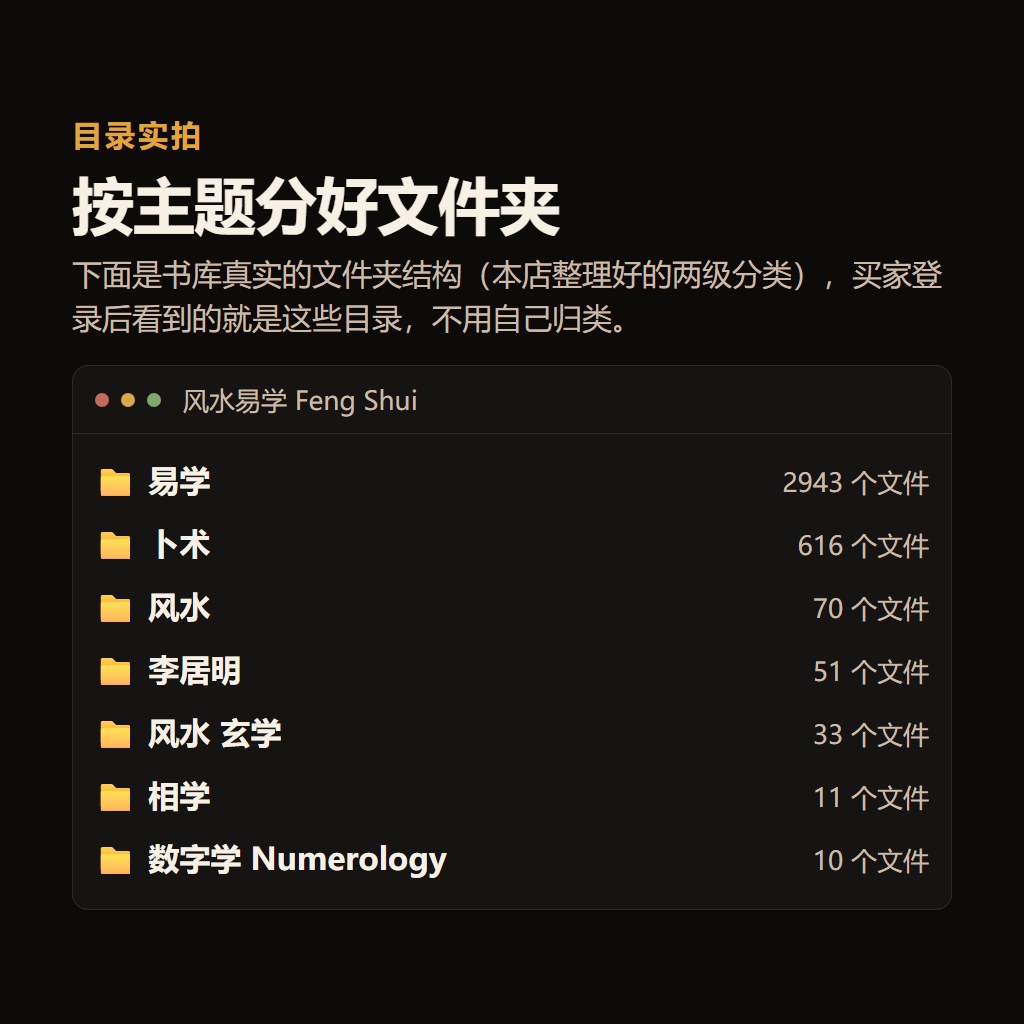 目录实拍
按主题分好文件夹
下面是书库真实的文件夹结构（本店整理好的两级分类），买家登
录后看到的就是这些目录，不用自己归类。
风水易学 Feng Shui
易学 2943 个文件
卜术 616 个文件
风水 70 个文件
李居明 51 个文件
风水 玄学 33 个文件
相学 11 个文件
数字学 Numerology 10 个文件